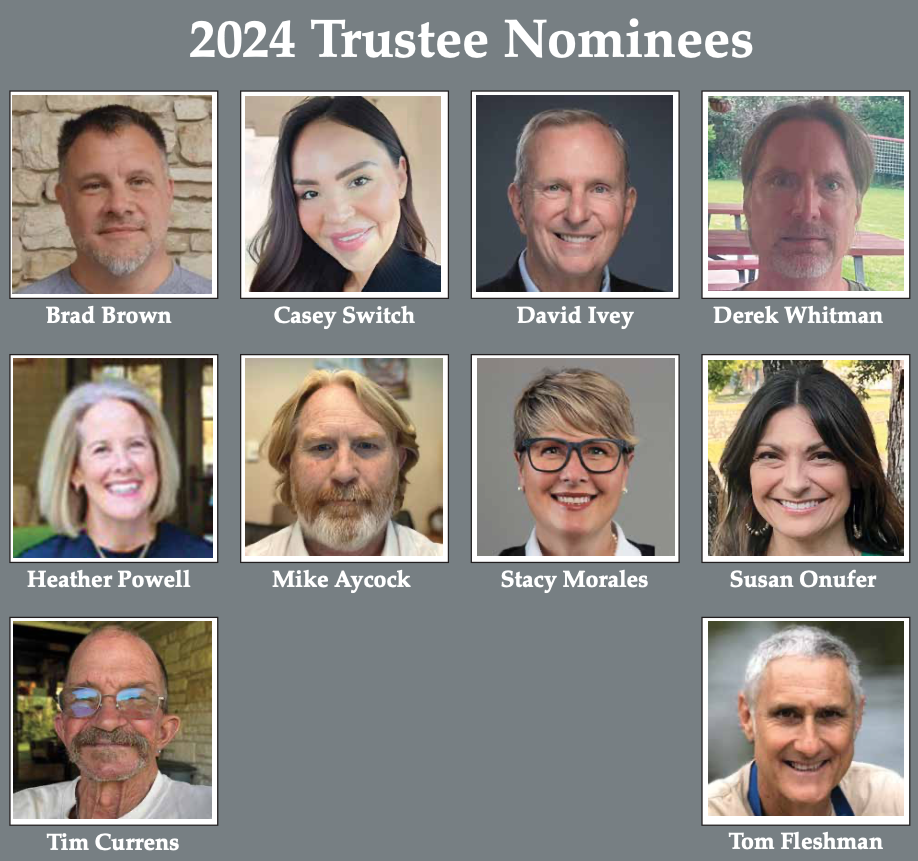 2024 Trustee Nominees
Brad Brown
Casey Switch
David Ivey
Derek Whitman
Heather Powell
Mike Aycock
Stacy Morales
Susan Onufer
Tim Currens
Tom Fleshman